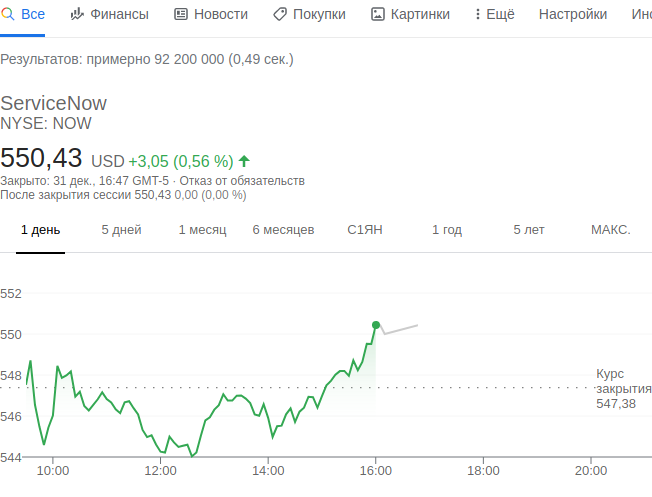 Все Финансы Новости Покупки Картинки Ещё Настройки Инс
Результатов: примерно 92 200 000 (0,49 сек.)
ServiceNow
NYSE: NOW
550,43 USD +3,05 (0,56 %)
Закрыто: 31 дек., 16:47 GMT-5 · Отказ от обязательств
После закрытия сессии 550,43 0,00 (0,00 %)
1 день 5 дней 1 месяц 6 месяцев С1ЯН 1 год 5 лет МАКС.
552
550
548
Курс
закрытия
547,38
546
544
10:00 12:00 14:00 16:00 18:00 20:00